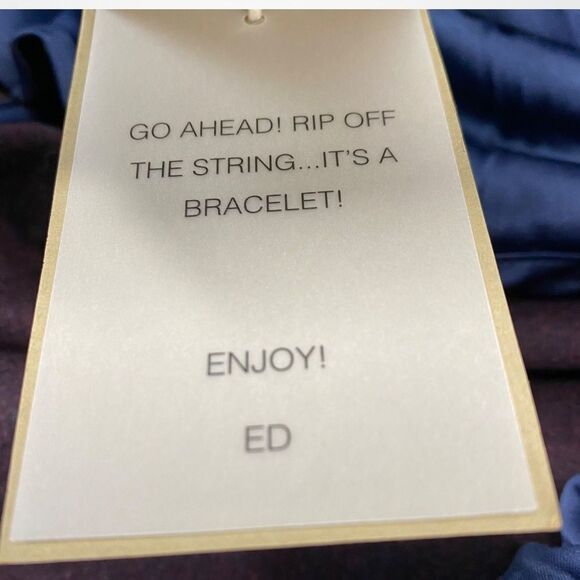 GO AHEAD! RIP OFF
THE STRING...IT'S A
BRACELET!
ENJOY!
ED